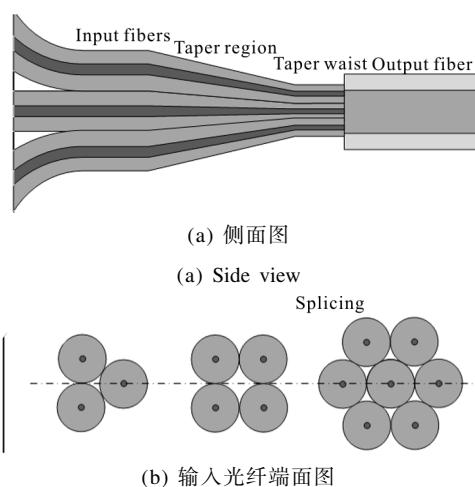 Input fibers
Taper region
Taper waist Output fiber
(a) 侧面图
(a) Side view
Splicing
(b) 输入光纤端面图